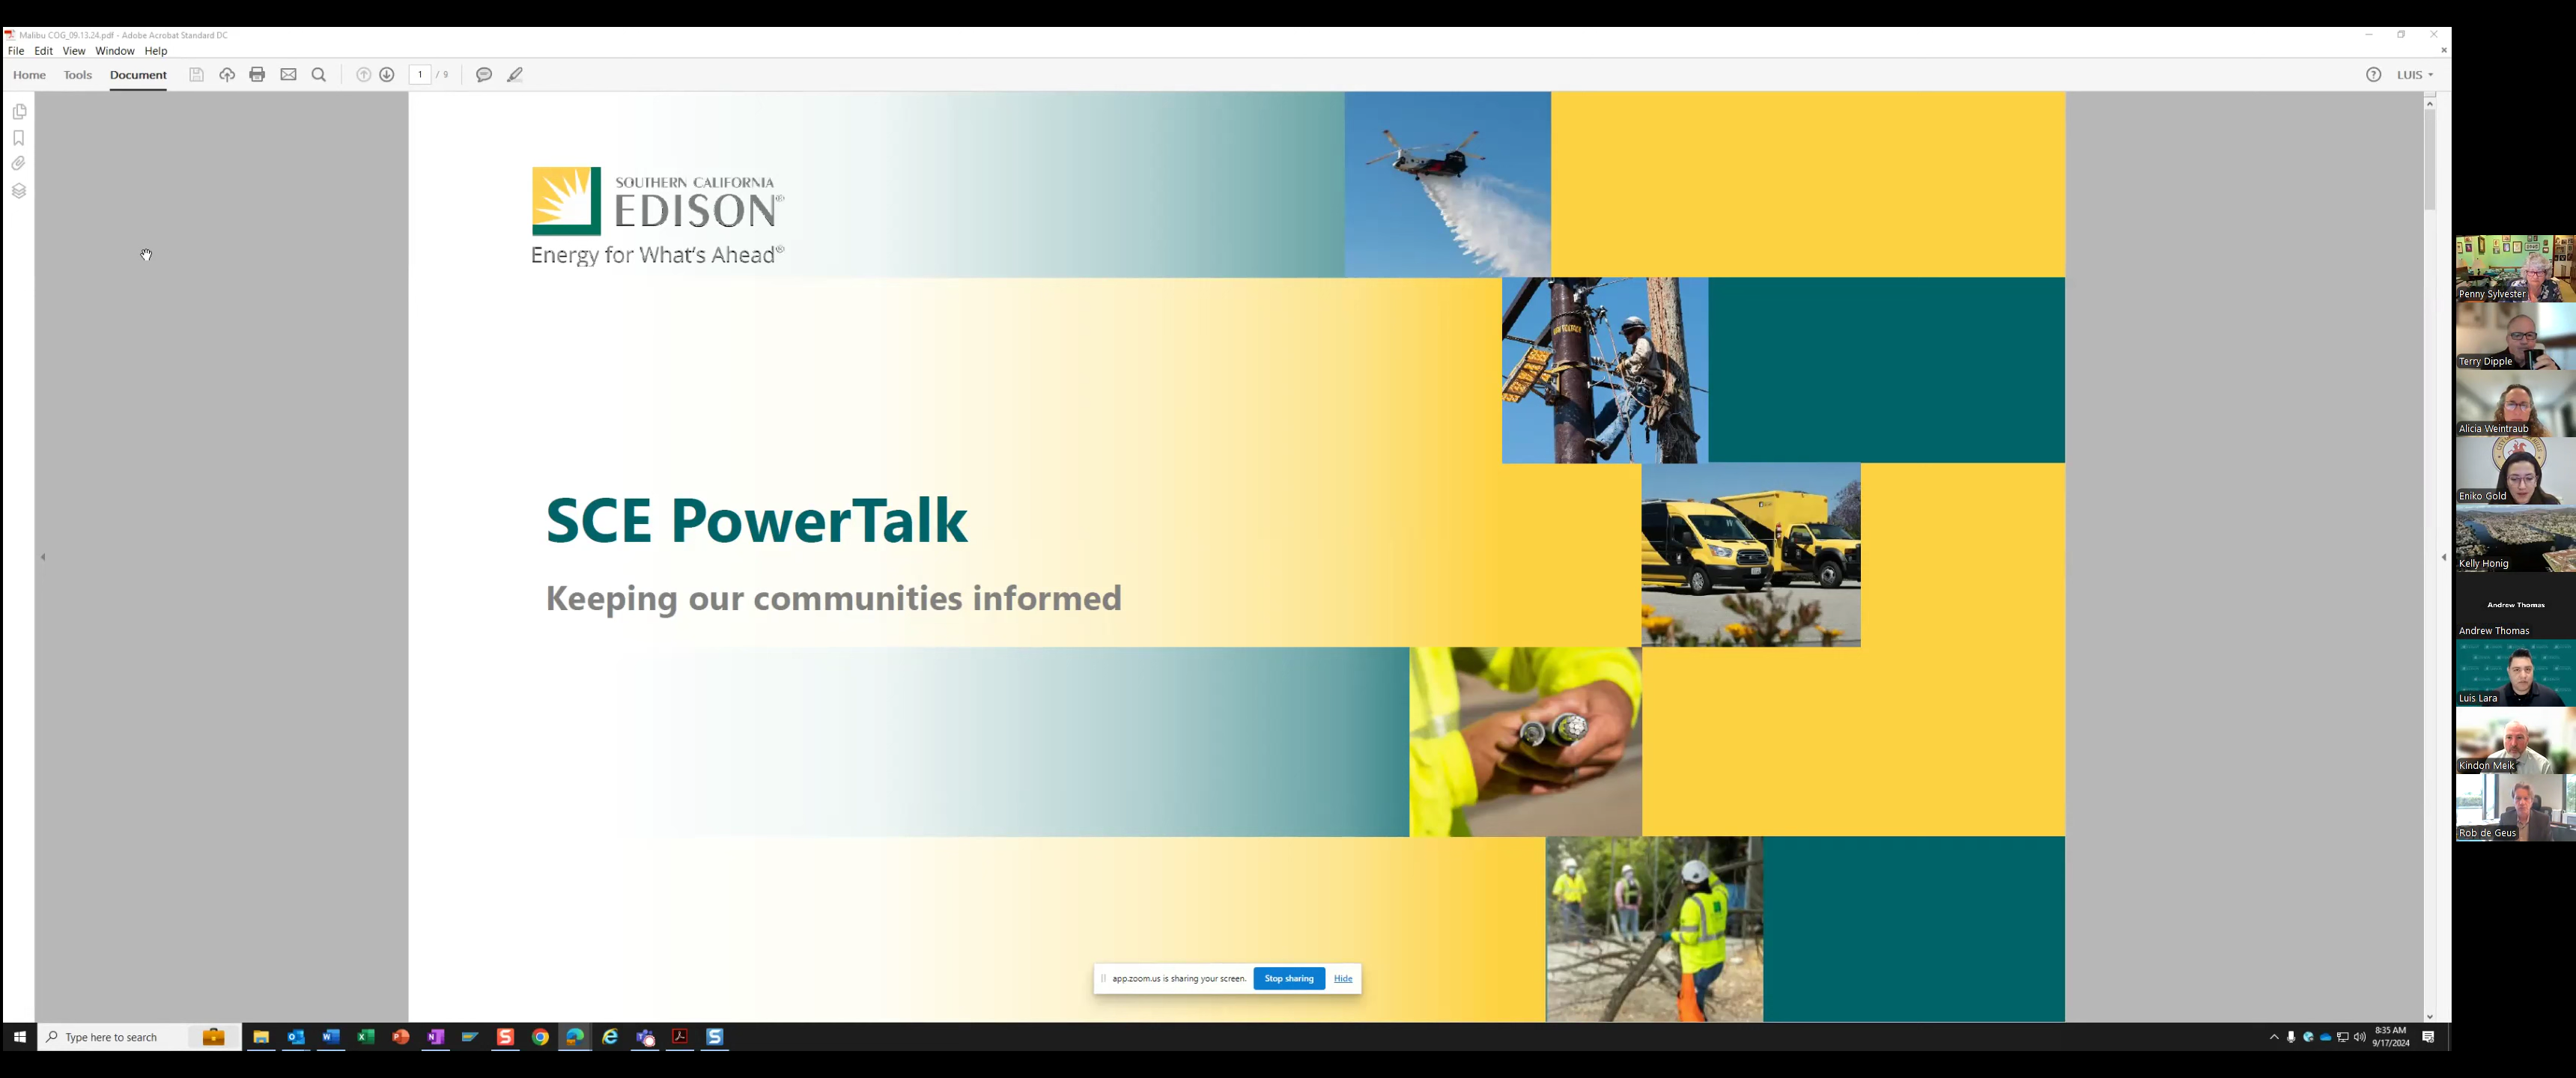 Malibu COG_09.13.24.pdf - Adobe Acrobat Standard DC
File Edit View Window Help
Home Tools Document 1 / 9 LUIS
SOUTHERN CALIFORNIA
EDISON®
Energy for What's Ahead®
SCE PowerTalk
Keeping our communities informed
app.zoom.us is sharing your screen. Stop sharing Hide
Penny Sylvester
Terry Dipple
Alicia Weintraub
Eniko Gold
Kelly Honig
Andrew Thomas
Andrew Thomas
Luis Lara
Kindon Meik
Rob de Geus
Type here to search
8:35 AM
9/17/2024